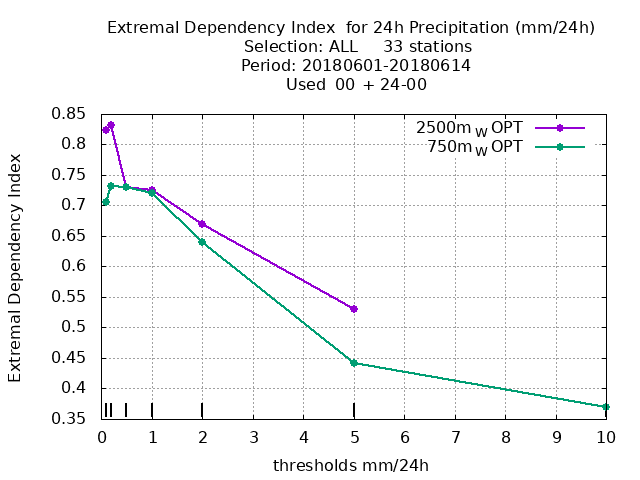 Extremal Dependency Index  for 24h Precipitation (mm/24h)
Selection: ALL     33 stations
Period: 20180601-20180614
Used  00 + 24-00
Extremal Dependency Index
0.85
0.8
0.75
0.7
0.65
0.6
0.55
0.5
0.45
0.4
0.35
2500m W OPT
750m W OPT
0 1 2 3 4 5 6 7 8 9 10
thresholds mm/24h